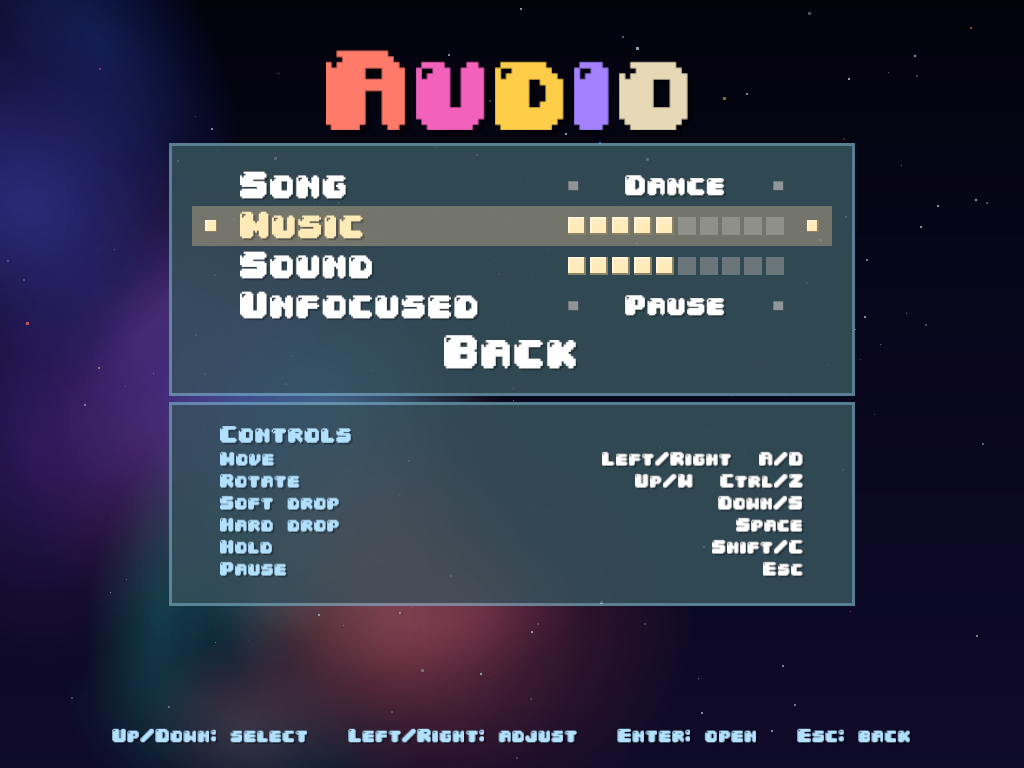 Audio
Song Dance
Music
Sound
Unfocused Pause
Back
Controls
Move Left/Right A/D
Rotate Up/W Ctrl/Z
Soft drop Down/S
Hard drop Space
Hold Shift/C
Pause Esc
Up/Down: select Left/Right: adjust Enter: open Esc: back